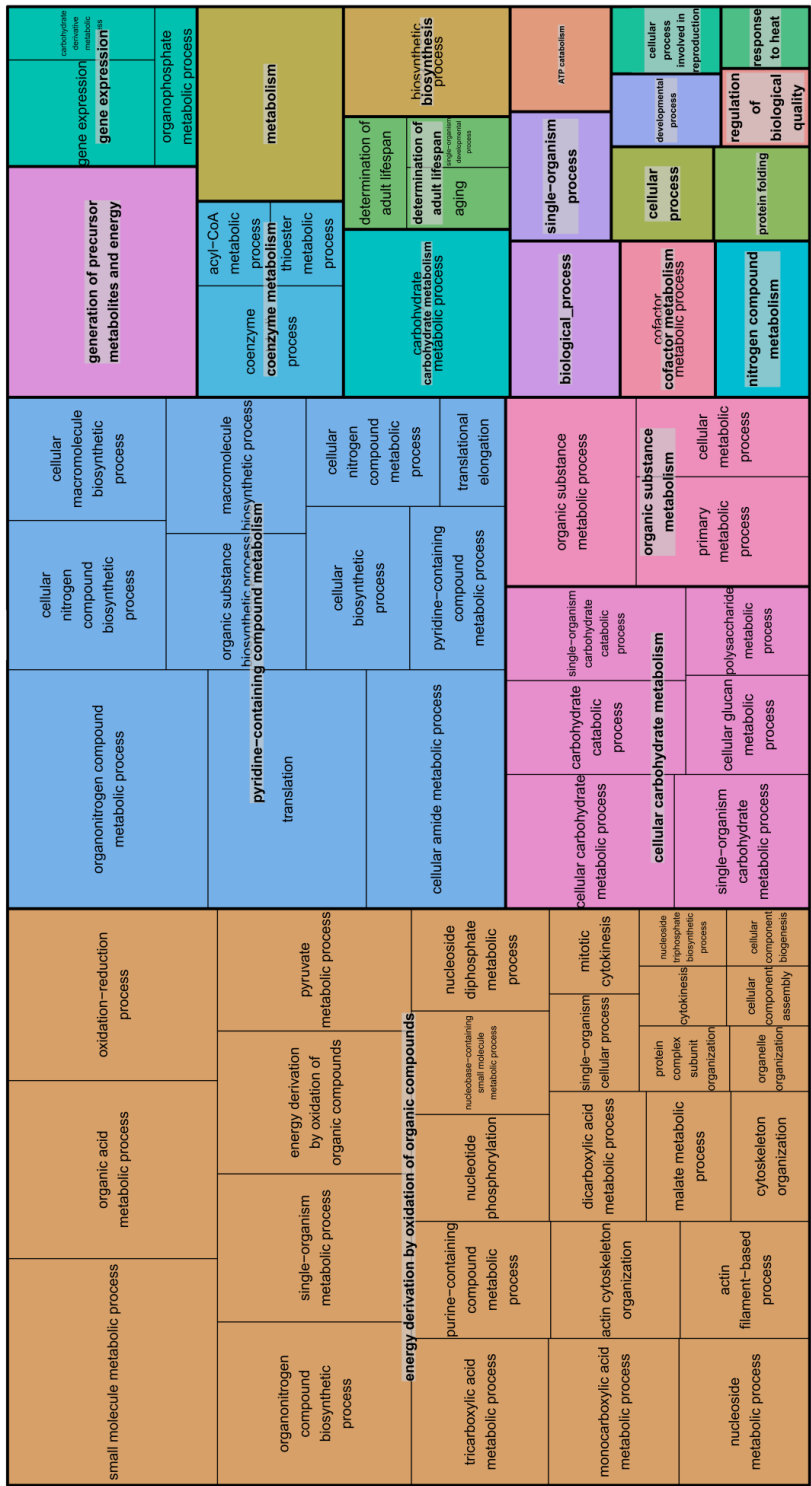 small molecule metabolic process
organic acid
metabolic process
oxidation−reduction
process
organonitrogen
compound
biosynthetic
process
single−organism
metabolic process
energy derivation
by oxidation of
organic compounds
pyruvate
metabolic process
energy derivation by oxidation of organic compounds
tricarboxylic acid
metabolic process
purine−containing
compound
metabolic
process
nucleotide
phosphorylation
nucleobase−containing
small molecule
metabolic process
nucleoside
diphosphate
metabolic
process
monocarboxylic acid
metabolic process
actin cytoskeleton
organization
dicarboxylic acid
metabolic process
single−organism
cellular process
mitotic
cytokinesis
nucleoside
metabolic process
actin
filament−based
process
malate metabolic
process
cytoskeleton
organization
protein
complex
subunit
organization
cytokinesis
nucleoside
triphosphate
biosynthetic
process
organelle
organization
cellular
component
assembly
cellular
component
biogenesis
organonitrogen compound
metabolic process
translation
cellular amide metabolic process
cellular
nitrogen
compound
biosynthetic
process
cellular
macromolecule
biosynthetic
process
organic substance
biosynthetic process
macromolecule
biosynthetic process
pyridine−containing compound metabolism
cellular
biosynthetic
process
pyridine−containing
compound
metabolic process
cellular
nitrogen
compound
metabolic
process
translational
elongation
cellular carbohydrate
metabolic process
single−organism
carbohydrate
metabolic process
carbohydrate
catabolic
process
single−organism
carbohydrate
catabolic
process
cellular carbohydrate metabolism
cellular glucan
metabolic
process
polysaccharide
metabolic
process
organic substance
metabolic process
organic substance
metabolism
primary
metabolic
process
cellular
metabolic
process
generation of precursor
metabolites and energy
gene expression
gene expression
carbohydrate
derivative
metabolic
organophosphate
metabolic process
coenzyme
process
coenzyme metabolism
acyl−CoA
metabolic
process
thioester
metabolic
process
metabolism
carbohydrate
carbohydrate metabolism
metabolic process
determination of
adult lifespan
determination of
adult lifespan
aging
single−organism
developmental
process
biosynthetic
biosynthesis
process
biological_process
single−organism
process
ATP catabolism
cofactor
cofactor metabolism
metabolic process
cellular
process
developmental
process
cellular
process
involved in
reproduction
nitrogen compound
metabolism
protein folding
regulation
of
biological
quality
response
to heat